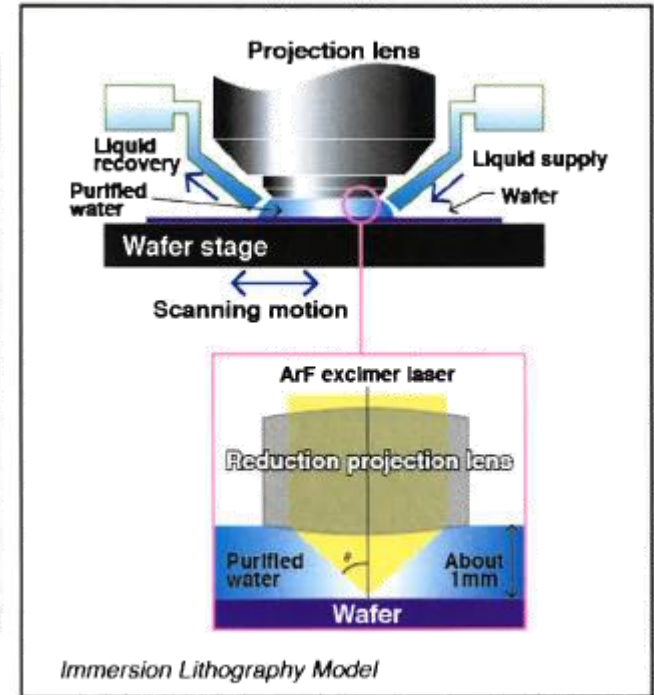 Projection lens
Liquid
recovery
Liquid supply
Purified
water
Wafer
Wafer stage
Scanning motion
ArF excimer laser
Reduction projection lens
θ
Purified
water
About
1mm
Wafer
Immersion Lithography Model